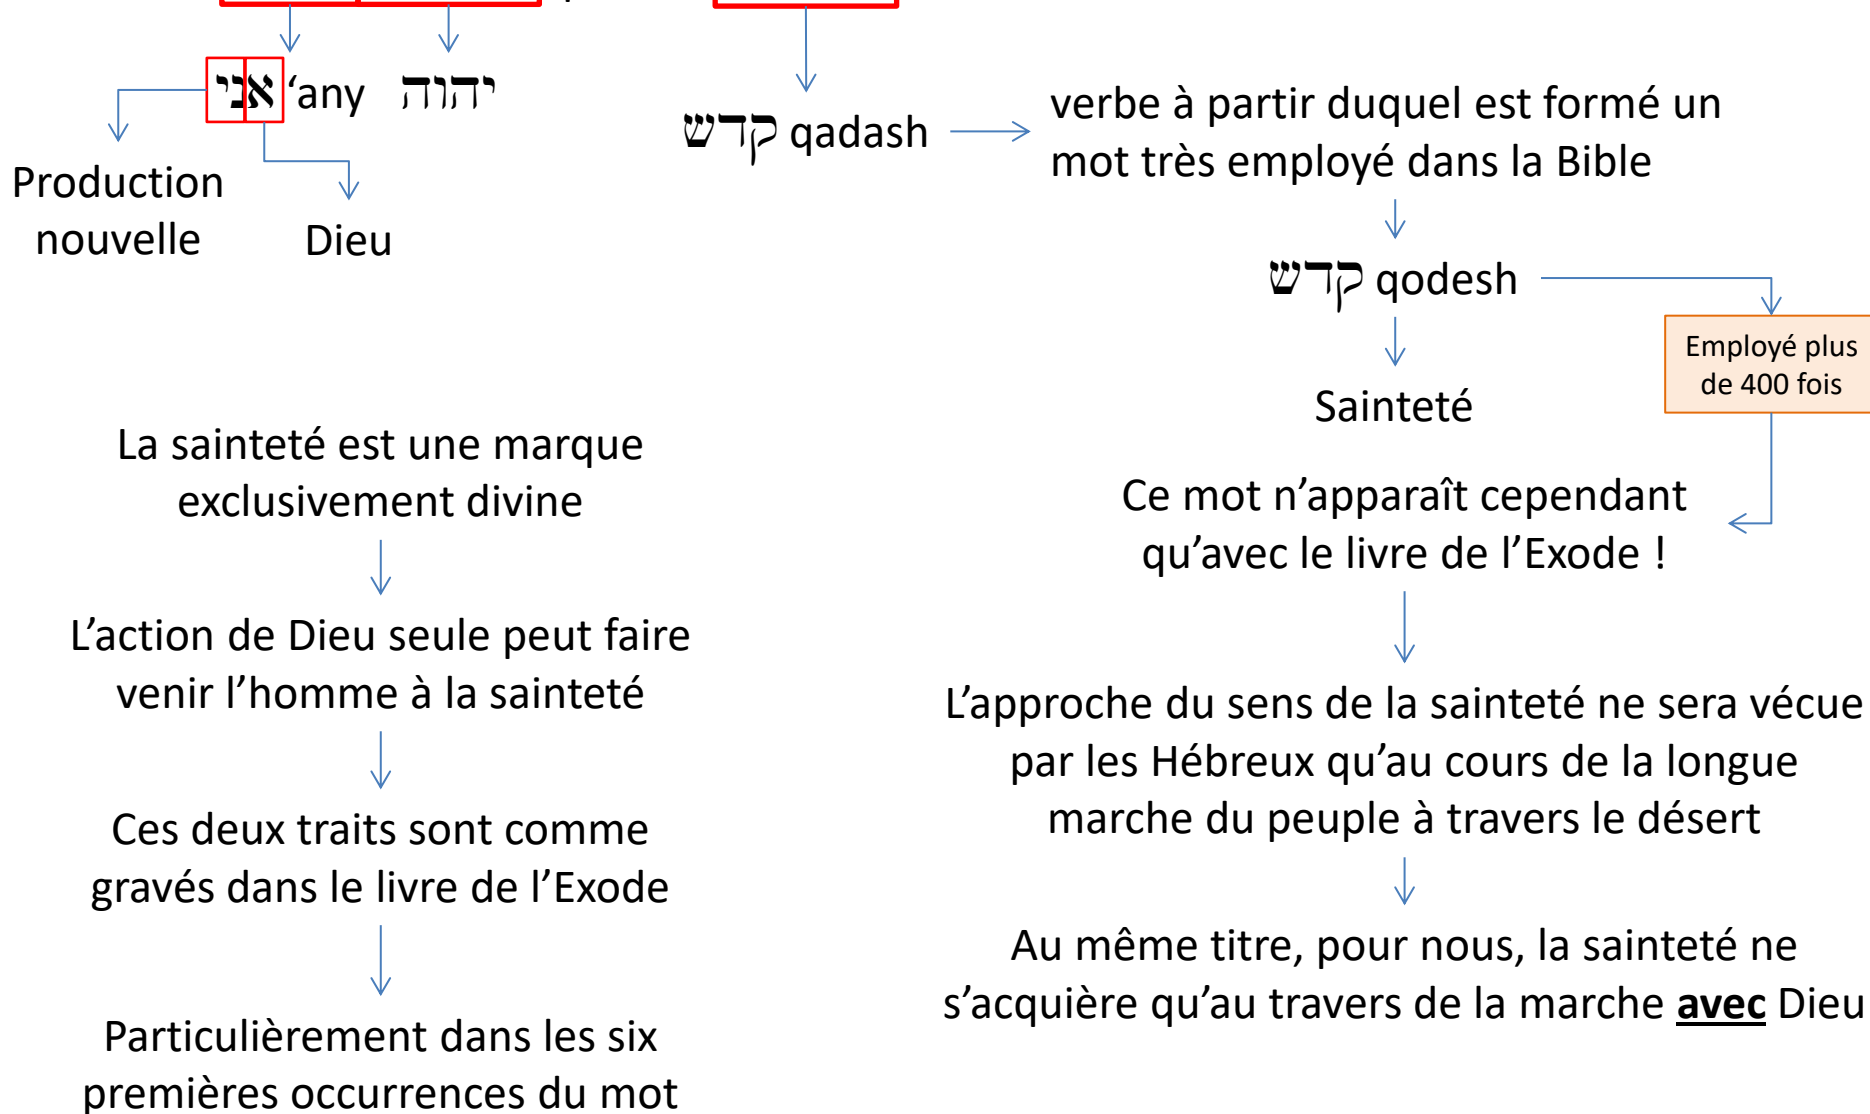 אני ‘any יהוה
Production
nouvelle
Dieu
קדש qadash
verbe à partir duquel est formé un
mot très employé dans la Bible
קדש qodesh
Employé plus
de 400 fois
Sainteté
Ce mot n’apparaît cependant
qu’avec le livre de l’Exode !
L’approche du sens de la sainteté ne sera vécue
par les Hébreux qu’au cours de la longue
marche du peuple à travers le désert
Au même titre, pour nous, la sainteté ne
s’acquière qu’au travers de la marche avec Dieu
La sainteté est une marque
exclusivement divine
L’action de Dieu seule peut faire
venir l’homme à la sainteté
Ces deux traits sont comme
gravés dans le livre de l’Exode
Particulièrement dans les six
premières occurrences du mot